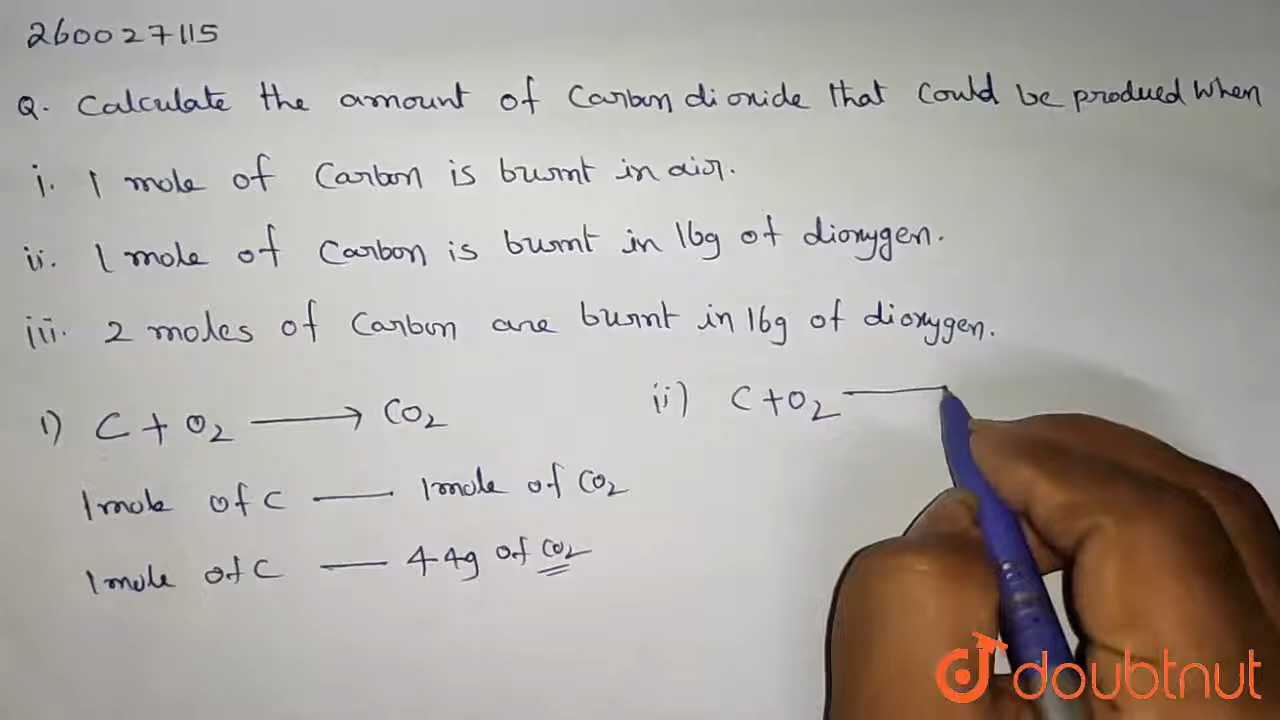 260027115
Q. Calculate the amount of Carbon dioxide that could be produced when
i. 1 mole of Carbon is burnt in air.
ii. 1 mole of Carbon is burnt in 16g of dioxygen.
iii. 2 moles of Carbon are burnt in 16g of dioxygen.
1) C + O2 ⟶ CO2
1 mole of C — 1 mole of CO2
1 mole of C — 44g of CO2
ii) C + O2 —
doubtnut